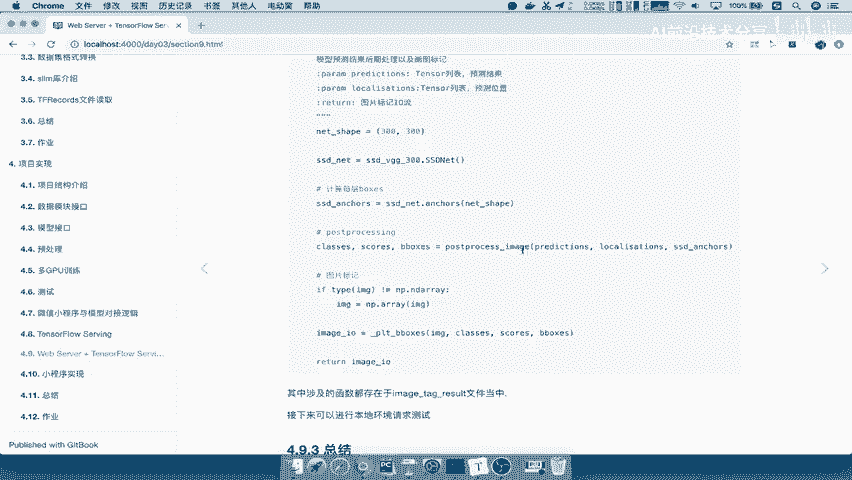 Chrome 文件 编辑 视图 历史记录 书签 其他 人 电动窗 帮助
100%
Web Server + TensorFlow Servi
localhost:4000/day03/section9.html
3.3. 数据集格式转换
3.4. slim库介绍
3.5. TFRecords文件读取
3.6. 总结
3.7. 作业
4. 项目实现
4.1. 项目结构介绍
4.2. 数据模块接口
4.3. 模型接口
4.4. 预处理
4.5. 多GPU训练
4.6. 测试
4.7. 微信小程序与模型对接逻辑
4.8. TensorFlow Serving
4.9. Web Server + TensorFlow Servi...
4.10. 小程序实现
4.11. 总结
4.12. 作业
Published with GitBook
模型预测结果后期处理以及画图标记
:param predictions: Tensor列表, 预测结果
:param localisations:Tensor列表, 预测位置
:return: 图片标记IO流
"""
net_shape = (300, 300)
ssd_net = ssd_vgg_300.SSDNet()
# 计算每层boxes
ssd_anchors = ssd_net.anchors(net_shape)
# postprocessing
classes, scores, bboxes = postprocess_image(predictions, localisations, ssd_anchors)
# 图片标记
if type(img) != np.ndarray:
img = np.array(img)
image_io = _plt_bboxes(img, classes, scores, bboxes)
return image_io
其中涉及的函数都存在于image_tag_result文件当中.
接下来可以进行本地环境请求测试
4.9.3 总结